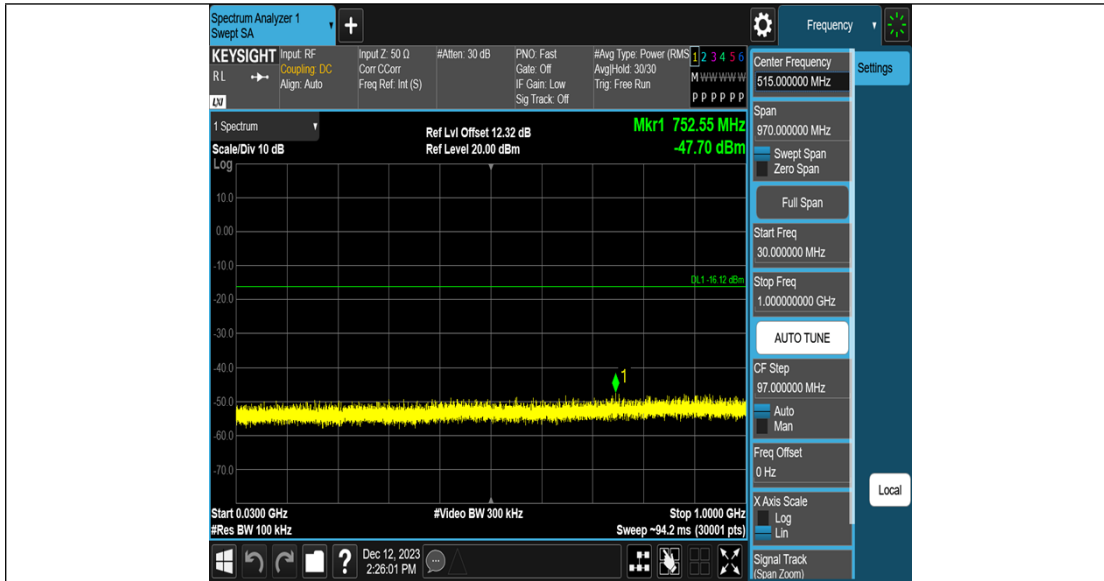 Spectrum Analyzer 1
Swept SA
+
Frequency
KEYSIGHT
RL
LXI
Input: RF
Coupling: DC
Align: Auto
Input Z: 50 Ω
Corr CCorr
Freq Ref: Int (S)
#Atten: 30 dB
PNO: Fast
Gate: Off
IF Gain: Low
Sig Track: Off
#Avg Type: Power (RMS
Avg|Hold: 30/30
Trig: Free Run
1 2 3 4 5 6
M W W W W W
P P P P P P
1 Spectrum
Scale/Div 10 dB
Log
Ref Lvl Offset 12.32 dB
Ref Level 20.00 dBm
Mkr1 752.55 MHz
-47.70 dBm
10.0
0.00
-10.0
-20.0
-30.0
-40.0
-50.0
-60.0
-70.0
DL1 -16.12 dBm
1
Start 0.0300 GHz
#Res BW 100 kHz
#Video BW 300 kHz
Stop 1.0000 GHz
Sweep ~94.2 ms (30001 pts)
Dec 12, 2023
2:26:01 PM
?
Center Frequency
515.000000 MHz
Span
970.000000 MHz
Swept Span
Zero Span
Full Span
Start Freq
30.000000 MHz
Stop Freq
1.000000000 GHz
AUTO TUNE
CF Step
97.000000 MHz
Auto
Man
Freq Offset
0 Hz
X Axis Scale
Log
Lin
Signal Track
(Span Zoom)
Settings
Local